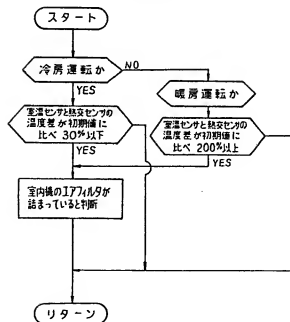 スタート
冷房運転か
NO
YES
暖房運転か
室温センサと熱交センサの
温度差が初期値に
比べ 30%以下
室温センサと熱交センサの
温度差が初期値に
比べ 200%以上
YES
YES
室内機のエアフィルタが
詰まっていると判断
リターン